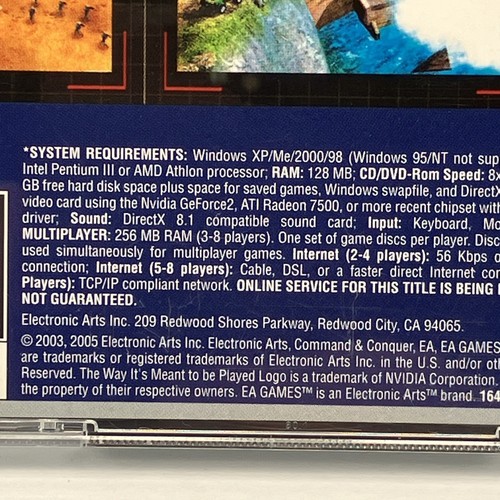 *SYSTEM REQUIREMENTS: Windows XP/Me/2000/98 (Windows 95/NT not
Intel Pentium III or AMD Athlon processor; RAM: 128 MB; CD/DVD-Rom Speed: 8x
GB free hard disk space plus space for saved games, Windows swapfile, and
video card using the Nvidia GeForce2, ATI Radeon 7500, or more recent chipset with
driver; Sound: DirectX 8.1 compatible sound card; Input: Keyboard,
MULTIPLAYER: 256 MB RAM (3-8 players). One set of game discs per player.
used simultaneously for multiplayer games. Internet (2-4 players): 56 Kbps
connection; Internet (5-8 players): Cable, DSL, or a faster direct Internet
Players): TCP/IP compliant network. ONLINE SERVICE FOR THIS TITLE IS BEING
NOT GUARANTEED.
Electronic Arts Inc. 209 Redwood Shores Parkway, Redwood City, CA 94065.
© 2003, 2005 Electronic Arts Inc. Electronic Arts, Command & Conquer, EA, EA GAMES
are trademarks or registered trademarks of Electronic Arts Inc. in the U.S. and/or
Reserved. The Way It's Meant to be Played Logo is a trademark of NVIDIA Corporation.
the property of their respective owners. EA GAMES™ is an Electronic Arts™ brand. 164